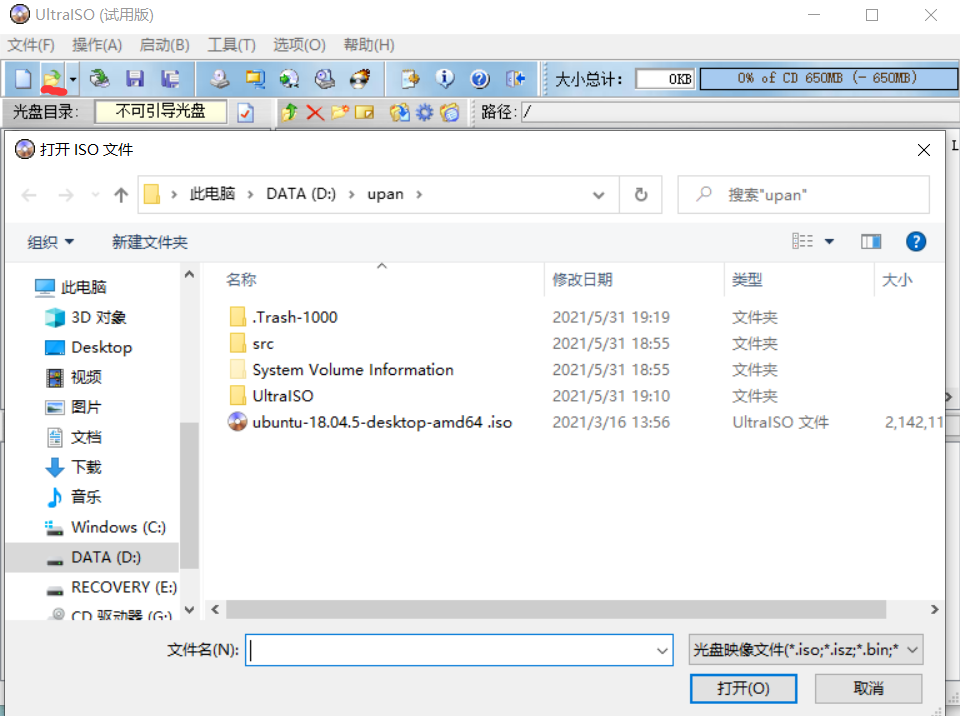 UltraISO (试用版)
文件(F) 操作(A) 启动(B) 工具(T) 选项(O) 帮助(H)
大小总计: 0KB 0% of CD 650MB (- 650MB)
光盘目录: 不可引导光盘 路径: /
打开 ISO 文件
L
此电脑 › DATA (D:) › upan › 搜索"upan"
组织 新建文件夹
名称 修改日期 类型 大小
此电脑
3D 对象
Desktop
视频
图片
文档
下载
音乐
Windows (C:)
DATA (D:)
RECOVERY (E:)
CD 驱动器 (G:)
.Trash-1000 2021/5/31 19:19 文件夹
src 2021/5/31 18:55 文件夹
System Volume Information 2021/5/31 18:55 文件夹
UltraISO 2021/5/31 19:10 文件夹
ubuntu-18.04.5-desktop-amd64 .iso 2021/3/16 13:56 UltraISO 文件 2,142,11
文件名(N): 光盘映像文件(*.iso;*.isz;*.bin;*
打开(O) 取消